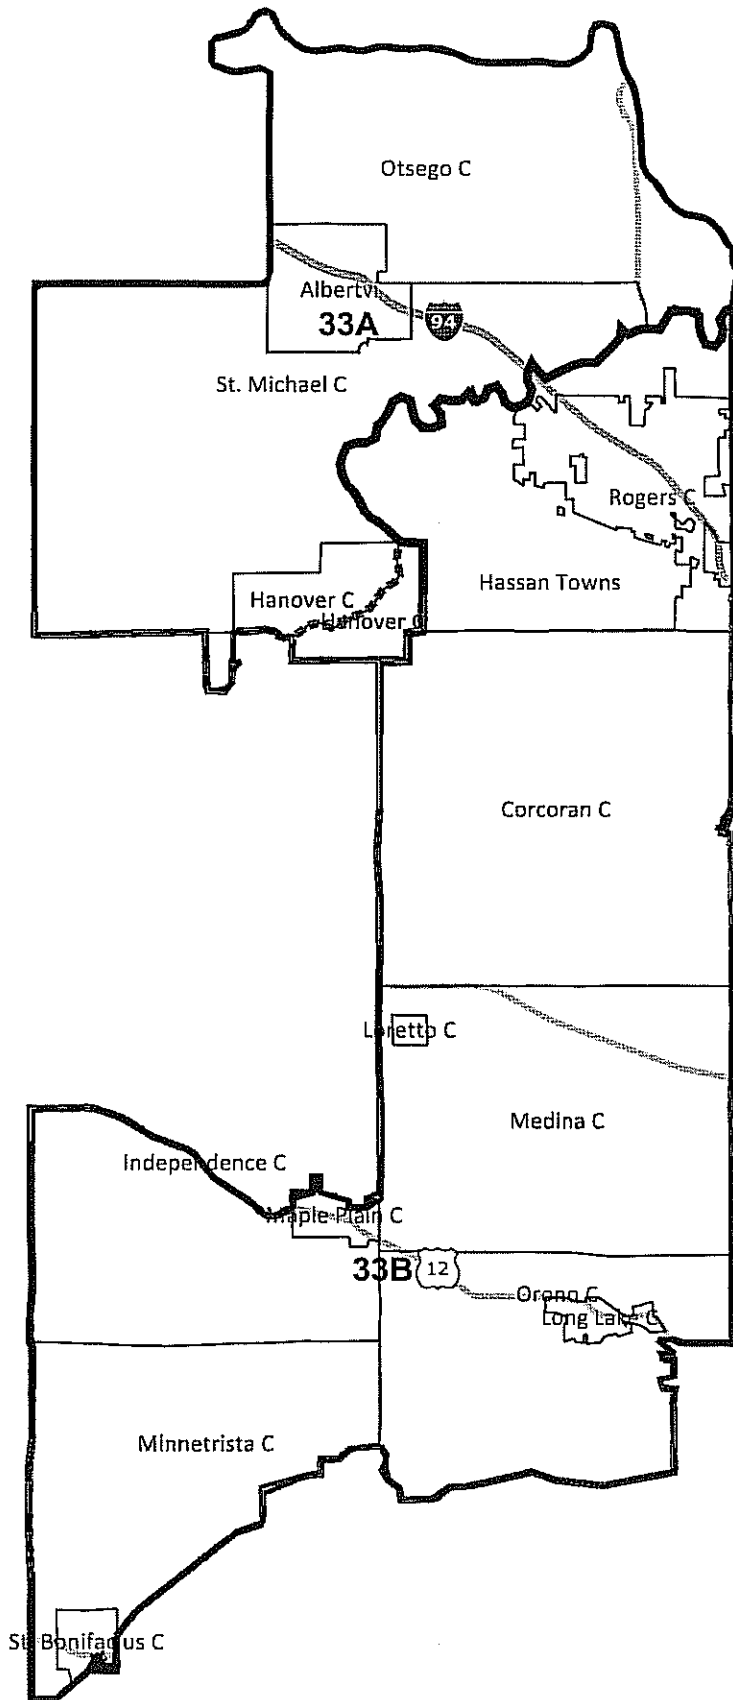 Otsego C
Albertvi
33A
94
St. Michael C
Rogers C
Hassan Towns
Hanover C
Hanover C
Corcoran C
Loretto C
Medina C
Independence C
Maple Plain C
33B
12
Orono C
Long Lake C
Minnetrista C
St. Bonifacius C